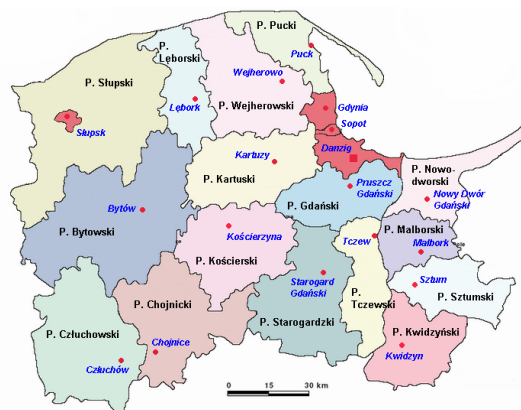 P. Pucki
Puck
P.
Lęborski
P. Słupski
Wejherowo
Lębork
P. Wejherowski
Gdynia
Sopot
Słupsk
Danzig
Kartuzy
P. Kartuski
Pruszcz
Gdański
P. Gdański
P. Nowo-
dworski
Nowy Dwór
Gdański
Bytów
P. Bytowski
Kościerzyna
P. Kościerski
Tczew
P. Malborski
Malbork
Starogard
Gdański
Sztum
P. Sztumski
P.
Tczewski
P. Chojnicki
P. Starogardzki
P. Człuchowski
P. Kwidzyński
Chojnice
Człuchów
Kwidzyn
0 15 30 km